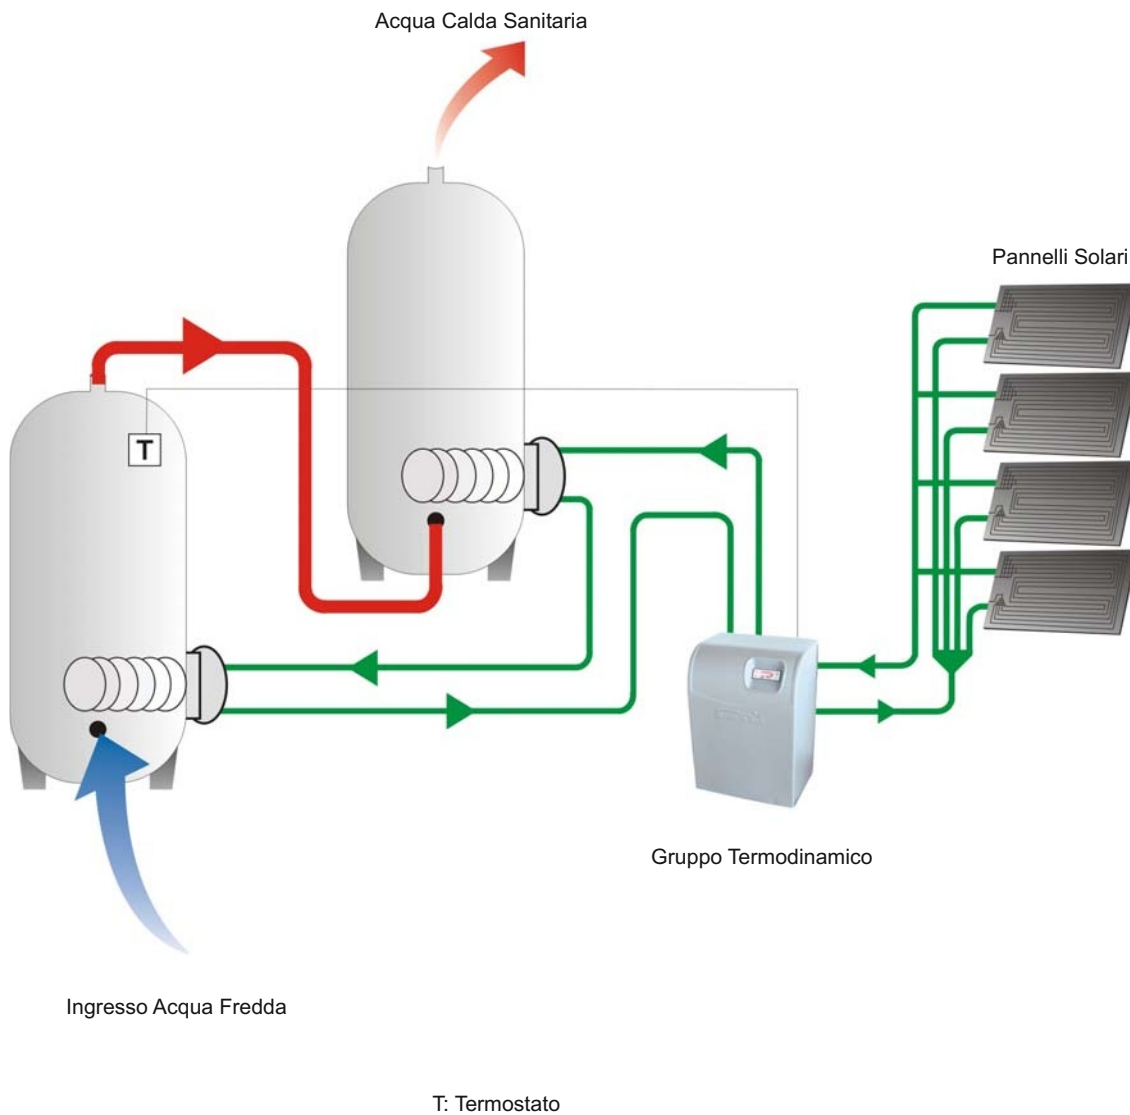 Acqua Calda Sanitaria
Pannelli Solari
T
Gruppo Termodinamico
Ingresso Acqua Fredda
T: Termostato